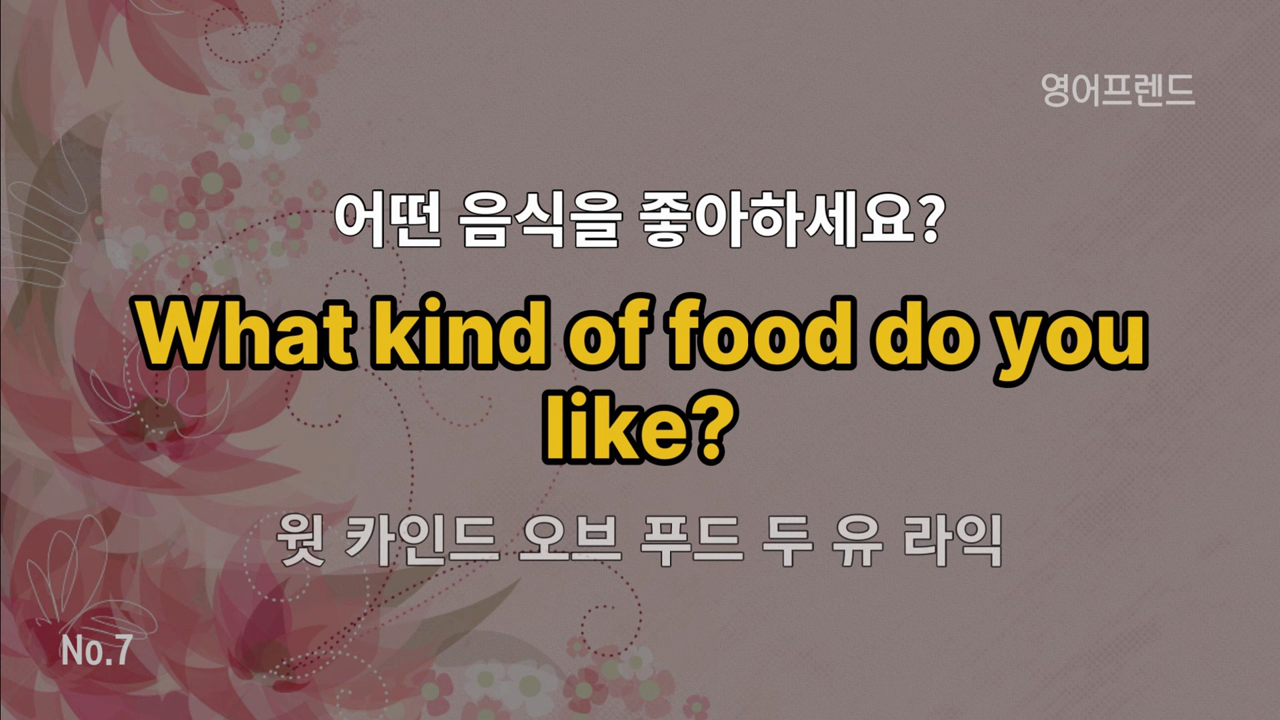 영어프렌드
어떤 음식을 좋아하세요?
What kind of food do you
like?
윗 카인드 오브 푸드 두 유 라익
No.7